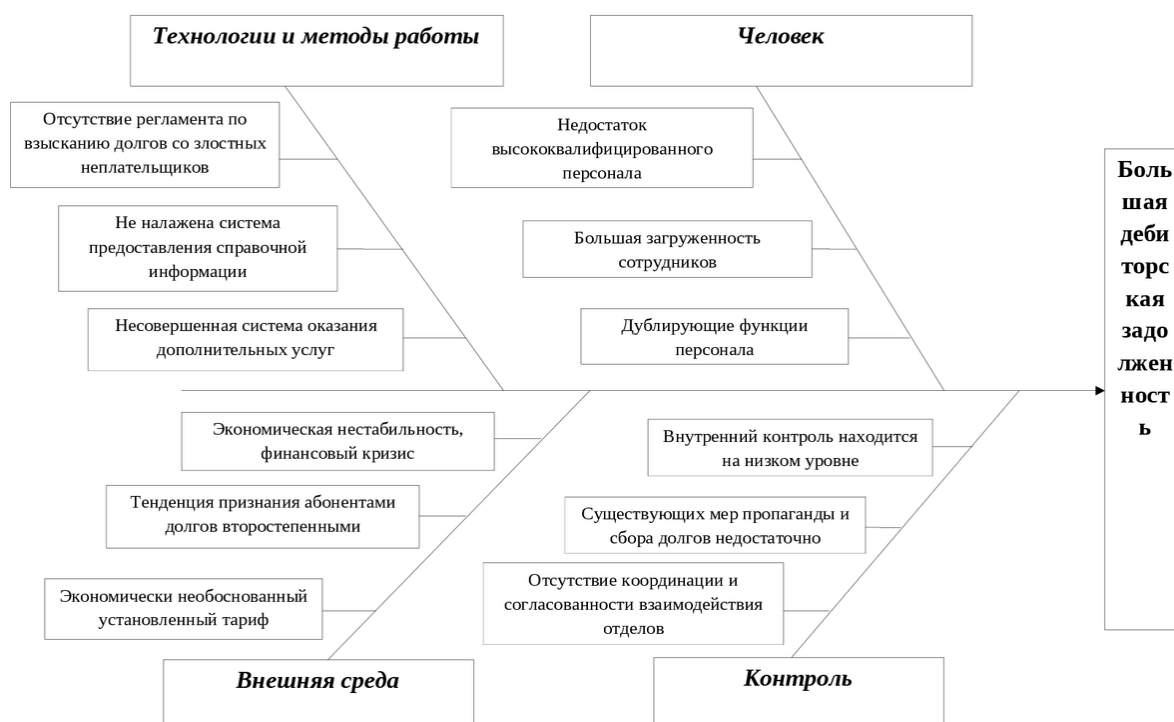 Технологии и методы работы
Человек
Отсутствие регламента по
взысканию долгов со злостных
неплательщиков
Не налажена система
предоставления справочной
информации
Несовершенная система оказания
дополнительных услуг
Недостаток
высококвалифицированного
персонала
Большая загруженность
сотрудников
Дублирующие функции
персонала
Боль
шая
деби
торс
кая
задо
лжен
ност
ь
Экономическая нестабильность,
финансовый кризис
Тенденция признания абонентами
долгов второстепенными
Экономически необоснованный
установленный тариф
Внутренний контроль находится
на низком уровне
Существующих мер пропаганды и
сбора долгов недостаточно
Отсутствие координации и
согласованности взаимодействия
отделов
Внешняя среда
Контроль